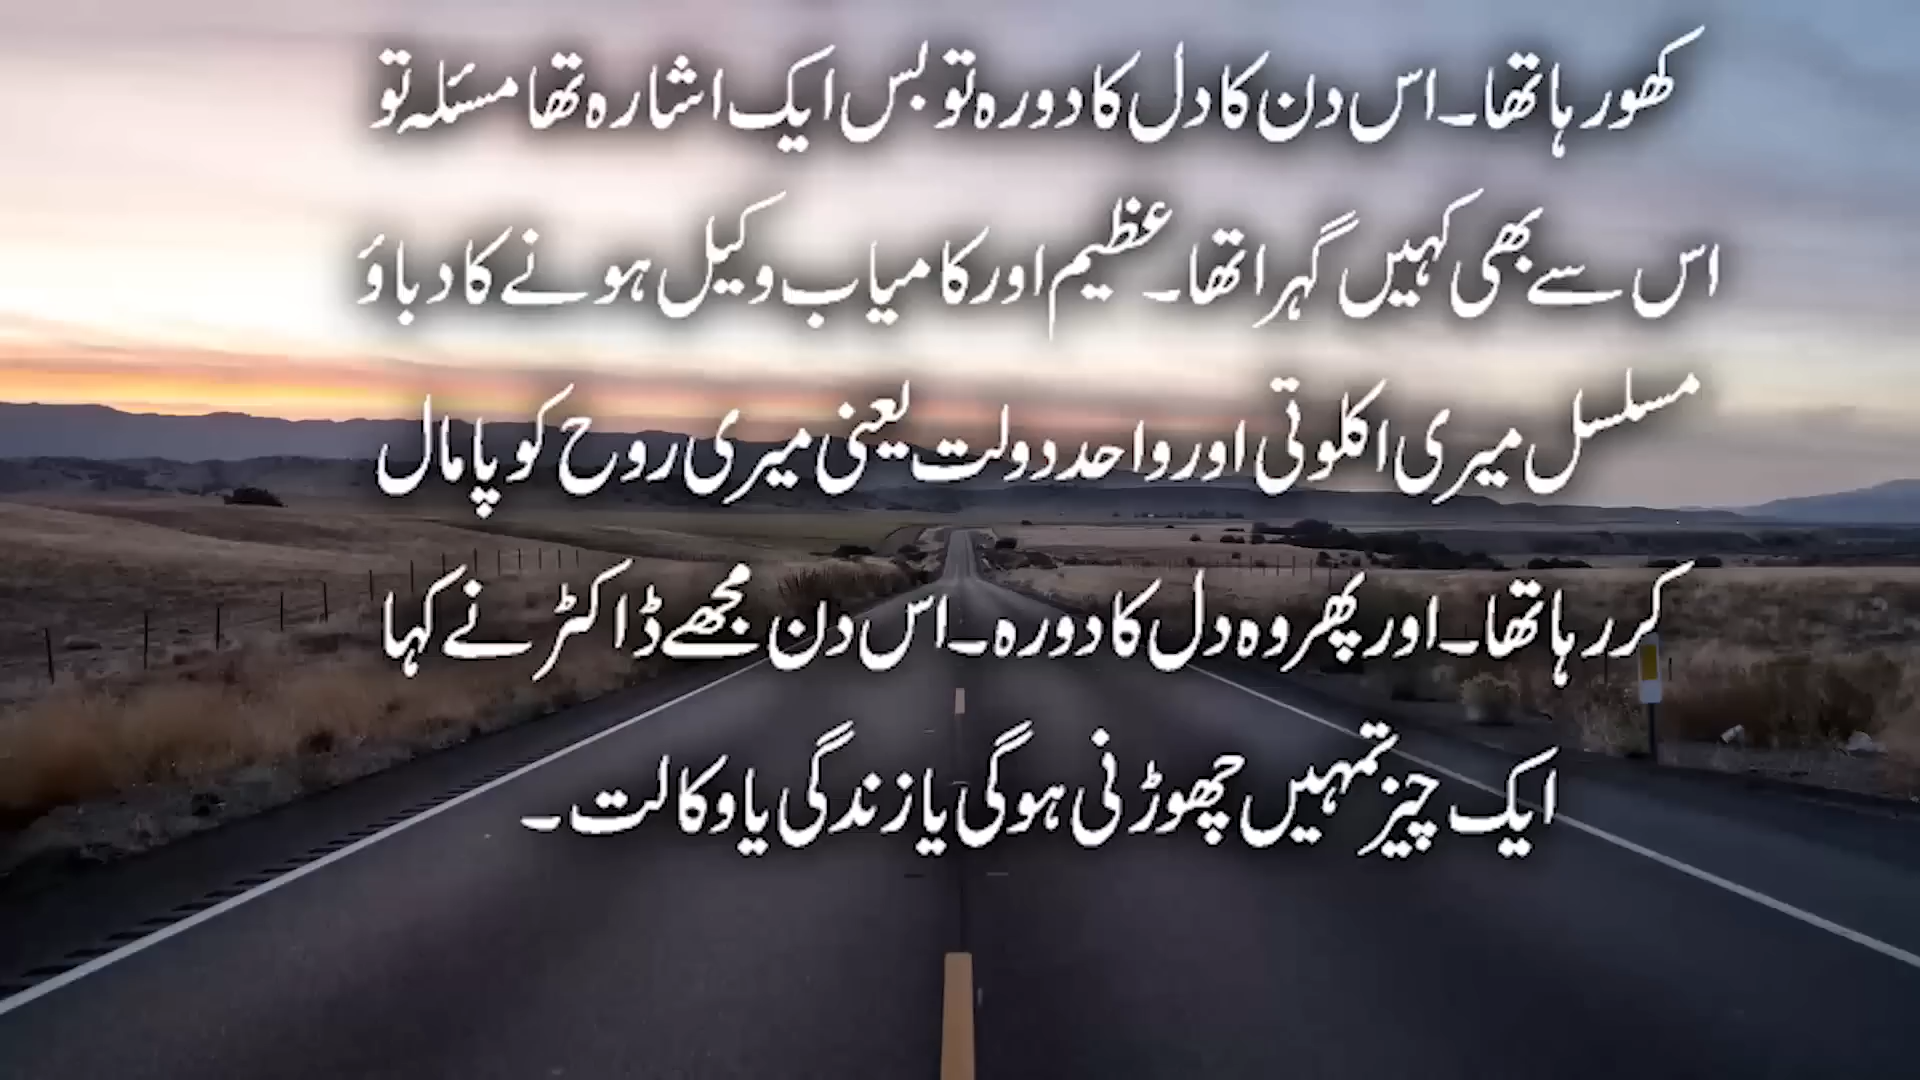 کھو رہا تھا۔ اس دن کا دل کا دورہ تو بس ایک اشارہ تھا مسئلہ تو
اس سے بھی کہیں گہرا تھا۔ عظیم اور کامیاب وکیل ہونے کا دباؤ
مسلسل میری اکلوتی اور واحد دولت یعنی میری روح کو پامال
کر رہا تھا۔ اور پھر وہ دل کا دورہ۔ اس دن مجھے ڈاکٹر نے کہا
ایک چیز تمہیں چھوڑنی ہوگی یا زندگی یا وکالت۔